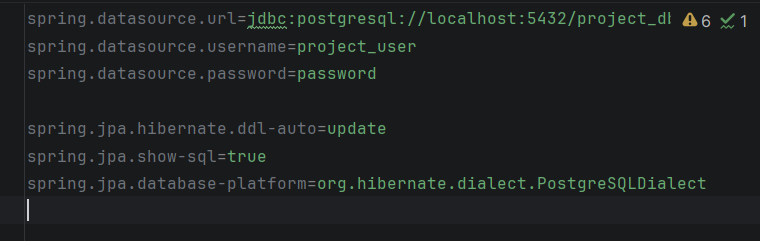 spring.datasource.url=jdbc:postgresql://localhost:5432/project_db 6 1
spring.datasource.username=project_user
spring.datasource.password=password
spring.jpa.hibernate.ddl-auto=update
spring.jpa.show-sql=true
spring.jpa.database-platform=org.hibernate.dialect.PostgreSQLDialect